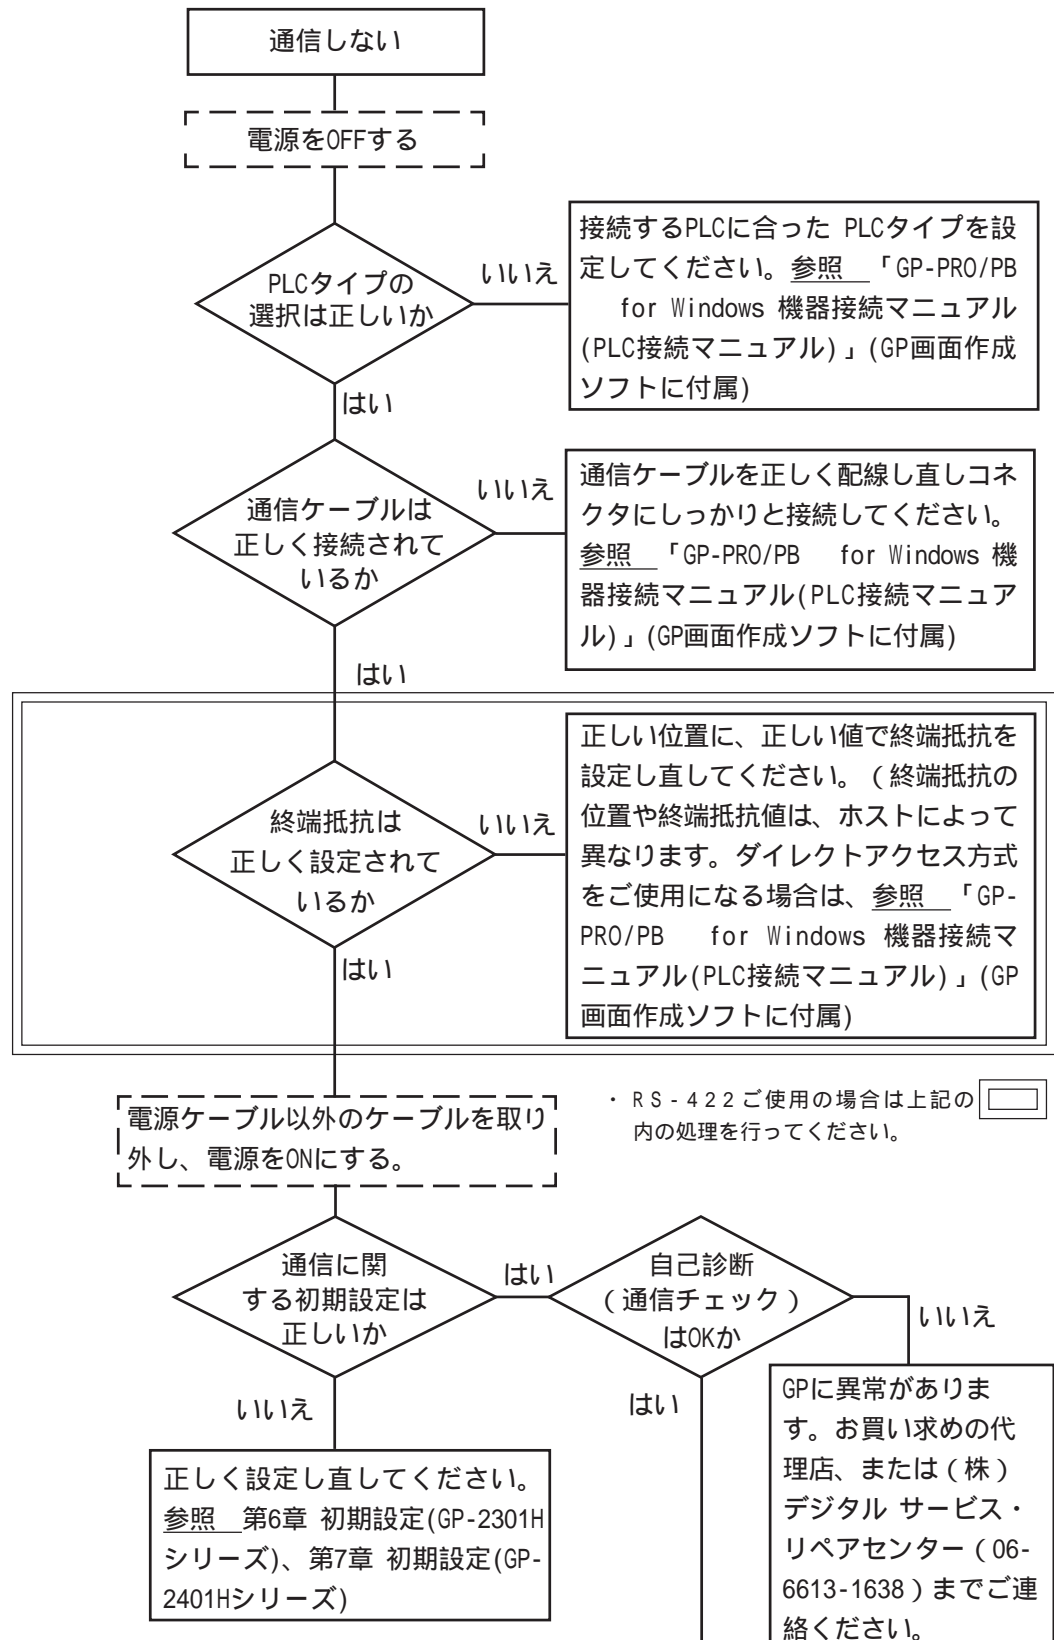 通信しない
電源をOFFする
PLCタイプの
選択は正しいか
いいえ
接続するPLCに合った PLCタイプを設
定してください。参照 「GP-PRO/PB
for Windows 機器接続マニュアル
(PLC接続マニュアル)」(GP画面作成
ソフトに付属)
はい
通信ケーブルは
正しく接続されて
いるか
いいえ
通信ケーブルを正しく配線し直しコネ
クタにしっかりと接続してください。
参照 「GP-PRO/PB for Windows 機
器接続マニュアル(PLC接続マニュア
ル)」(GP画面作成ソフトに付属)
はい
終端抵抗は
正しく設定されて
いるか
いいえ
正しい位置に、正しい値で終端抵抗を
設定し直してください。(終端抵抗の
位置や終端抵抗値は、ホストによって
異なります。ダイレクトアクセス方式
をご使用になる場合は、参照 「GP-
PRO/PB for Windows 機器接続マ
ニュアル(PLC接続マニュアル)」(GP
画面作成ソフトに付属)
はい
電源ケーブル以外のケーブルを取り
外し、電源をONにする。
・RS-422ご使用の場合は上記の
内の処理を行ってください。
通信に関
する初期設定は
正しいか
はい
自己診断
(通信チェック)
はOKか
いいえ
いいえ
はい
正しく設定し直してください。
参照 第6章 初期設定(GP-2301H
シリーズ)、第7章 初期設定(GP-
2401Hシリーズ)
GPに異常がありま
す。お買い求めの代
理店、または(株)
デジタル サービス・
リペアセンター(06-
6613-1638)までご連
絡ください。